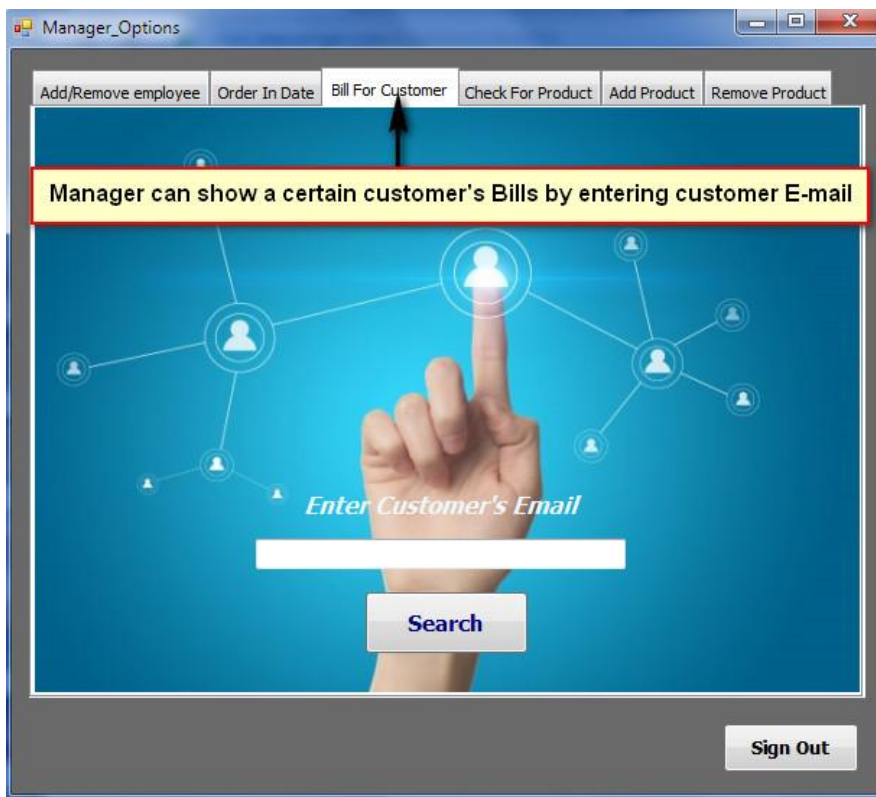 Manager_Options
Add/Remove employee Order In Date Bill For Customer Check For Product Add Product Remove Product
Manager can show a certain customer's Bills by entering customer E-mail
Enter Customer's Email
Search
Sign Out